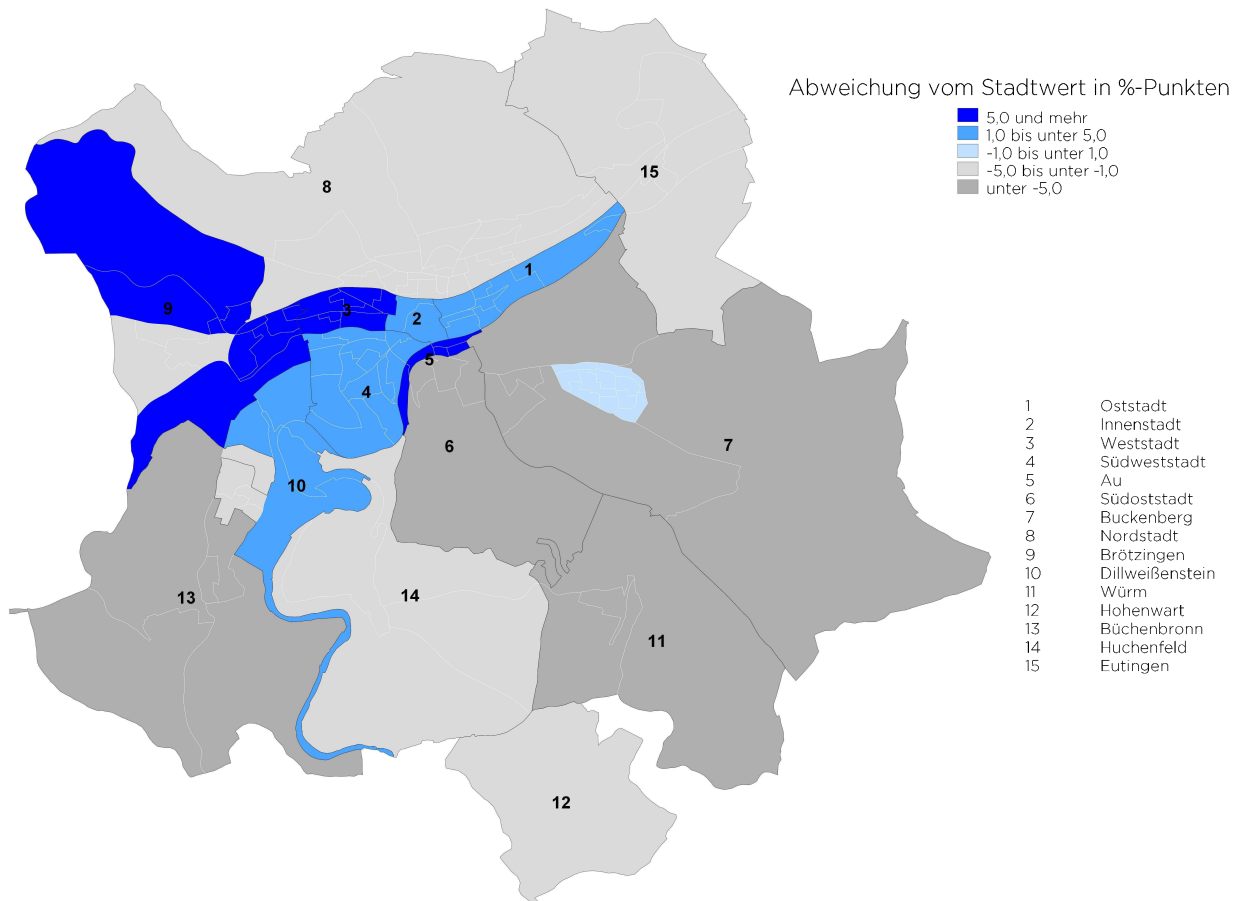 Abweichung vom Stadtwert in %-Punkten
5,0 und mehr
1,0 bis unter 5,0
-1,0 bis unter 1,0
-5,0 bis unter -1,0
unter -5,0
15
8
1
9
3
2
5
4
6
7
10
13
14
11
12
1 Oststadt
2 Innenstadt
3 Weststadt
4 Südweststadt
5 Au
6 Südoststadt
7 Buckenberg
8 Nordstadt
9 Brötzingen
10 Dillweißenstein
11 Würm
12 Hohenwart
13 Büchenbronn
14 Huchenfeld
15 Eutingen